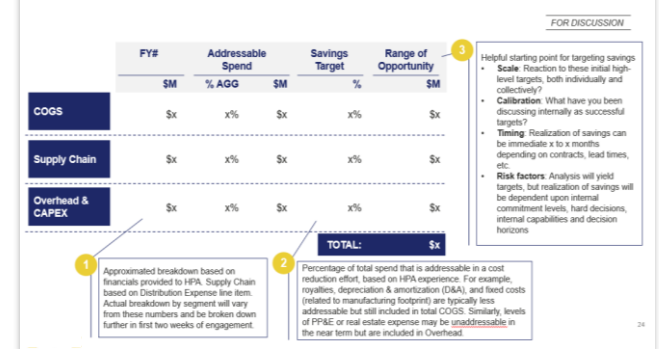 FOR DISCUSSION
FY# Addressable Spend Savings Target Range of Opportunity
$M % AGG $M % $M
COGS $x x% $x x% $x
Supply Chain $x x% $x x% $x
Overhead & CAPEX $x x% $x x% $x
TOTAL: $x
1
Approximated breakdown based on
financials provided to HPA. Supply Chain
based on Distribution Expense line item.
Actual breakdown by segment will vary
from these numbers and be broken down
further in first two weeks of engagement.
2
Percentage of total spend that is addressable in a cost
reduction effort, based on HPA experience. For example,
royalties, depreciation & amortization (D&A), and fixed costs
(related to manufacturing footprint) are typically less
addressable but still included in total COGS. Similarly, levels
of PP&E or real estate expense may be unaddressable in
the near term but are included in Overhead.
3
Helpful starting point for targeting savings
• Scale: Reaction to these initial high-
level targets, both individually and
collectively?
• Calibration: What have you been
discussing internally as successful
targets?
• Timing: Realization of savings can
be immediate x to x months
depending on contracts, lead times,
etc.
• Risk factors: Analysis will yield
targets, but realization of savings will
be dependent upon internal
commitment levels, hard decisions,
internal capabilities and decision
horizons
24